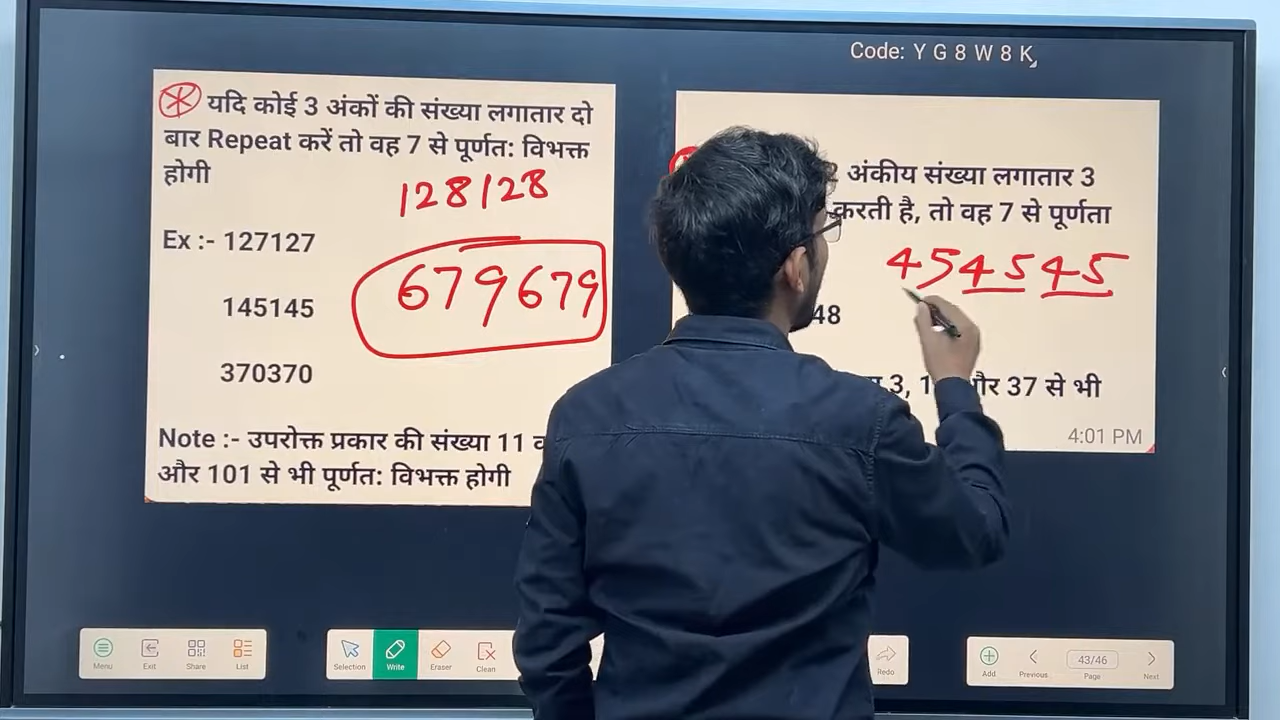 Code: Y G 8 W 8 K
यदि कोई 3 अंकों की संख्या लगातार दो
बार Repeat करें तो वह 7 से पूर्णत: विभक्त
होगी
128128
Ex :- 127127
679679
145145
370370
Note :- उपरोक्त प्रकार की संख्या 11
और 101 से भी पूर्णत: विभक्त होगी
2 अंकीय संख्या लगातार 3
करती है, तो वह 7 से पूर्णता
454545
48
3, और 37 से भी
4:01 PM
Menu Exit Share List
Selection Write Eraser Clean
Redo
Add Previous 43/46 Page Next